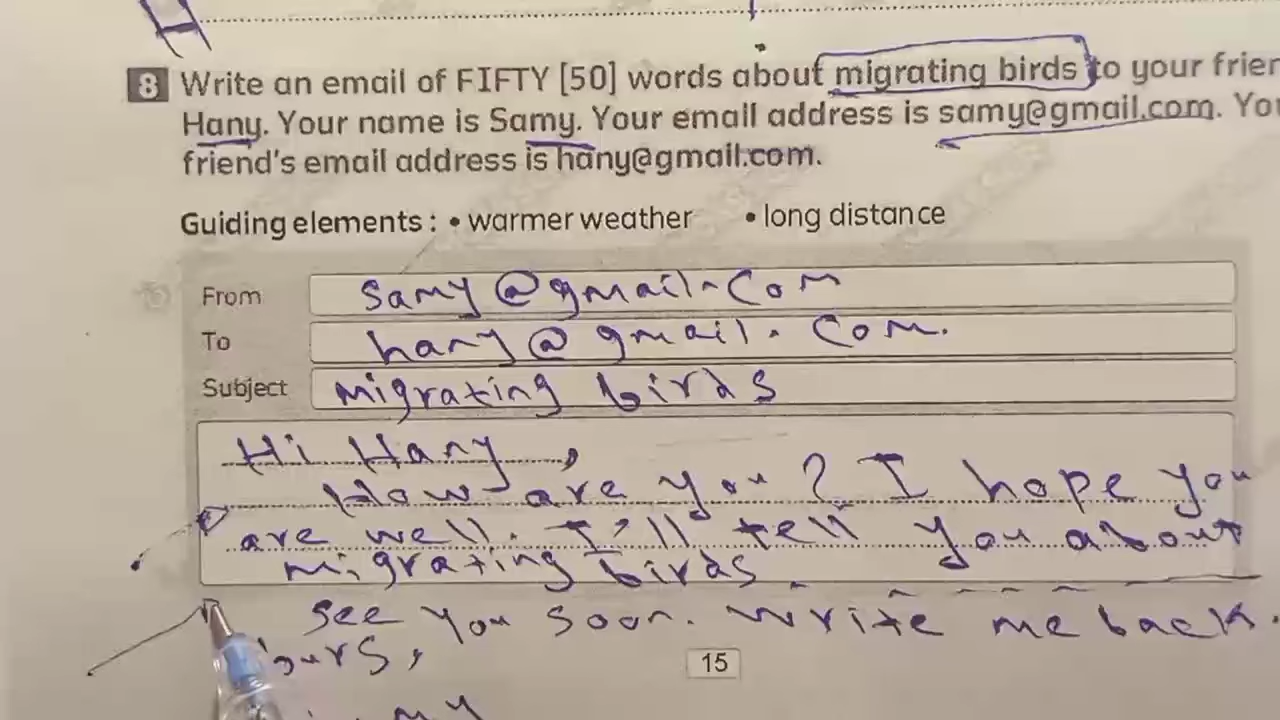 8 Write an email of FIFTY [50] words about migrating birds to your frien
Hany. Your name is Samy. Your email address is samy@gmail.com. You
friend's email address is hany@gmail.com.
Guiding elements : • warmer weather • long distance
From samy@gmail.com
To hany@gmail.com.
Subject Migrating birds
Hi Hany,
How are you? I hope you
are well. I'll tell you about
migrating birds.
see you soon. Write me back.
ours,
my
15